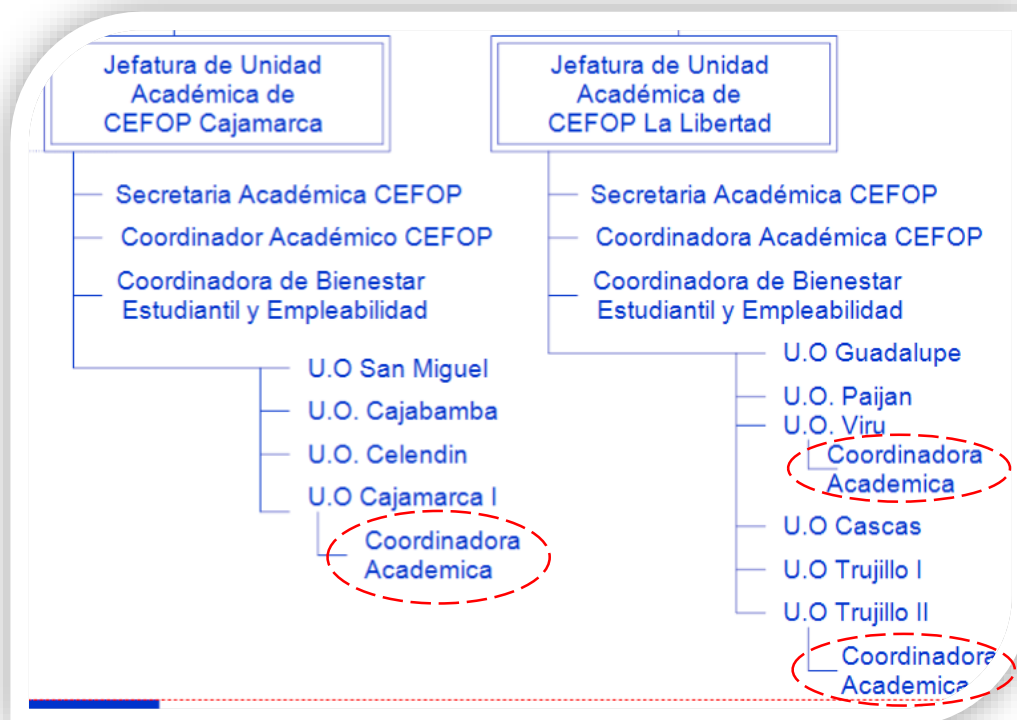 Jefatura de Unidad
Académica de
CEFOP Cajamarca
Secretaria Académica CEFOP
Coordinador Académico CEFOP
Coordinadora de Bienestar
Estudiantil y Empleabilidad
U.O San Miguel
U.O. Cajabamba
U.O. Celendin
U.O Cajamarca I
Coordinadora
Academica
Jefatura de Unidad
Académica de
CEFOP La Libertad
Secretaria Académica CEFOP
Coordinadora Académica CEFOP
Coordinadora de Bienestar
Estudiantil y Empleabilidad
U.O Guadalupe
U.O. Paijan
U.O. Viru
Coordinadora
Academica
U.O Cascas
U.O Trujillo I
U.O Trujillo II
Coordinadora
Academica